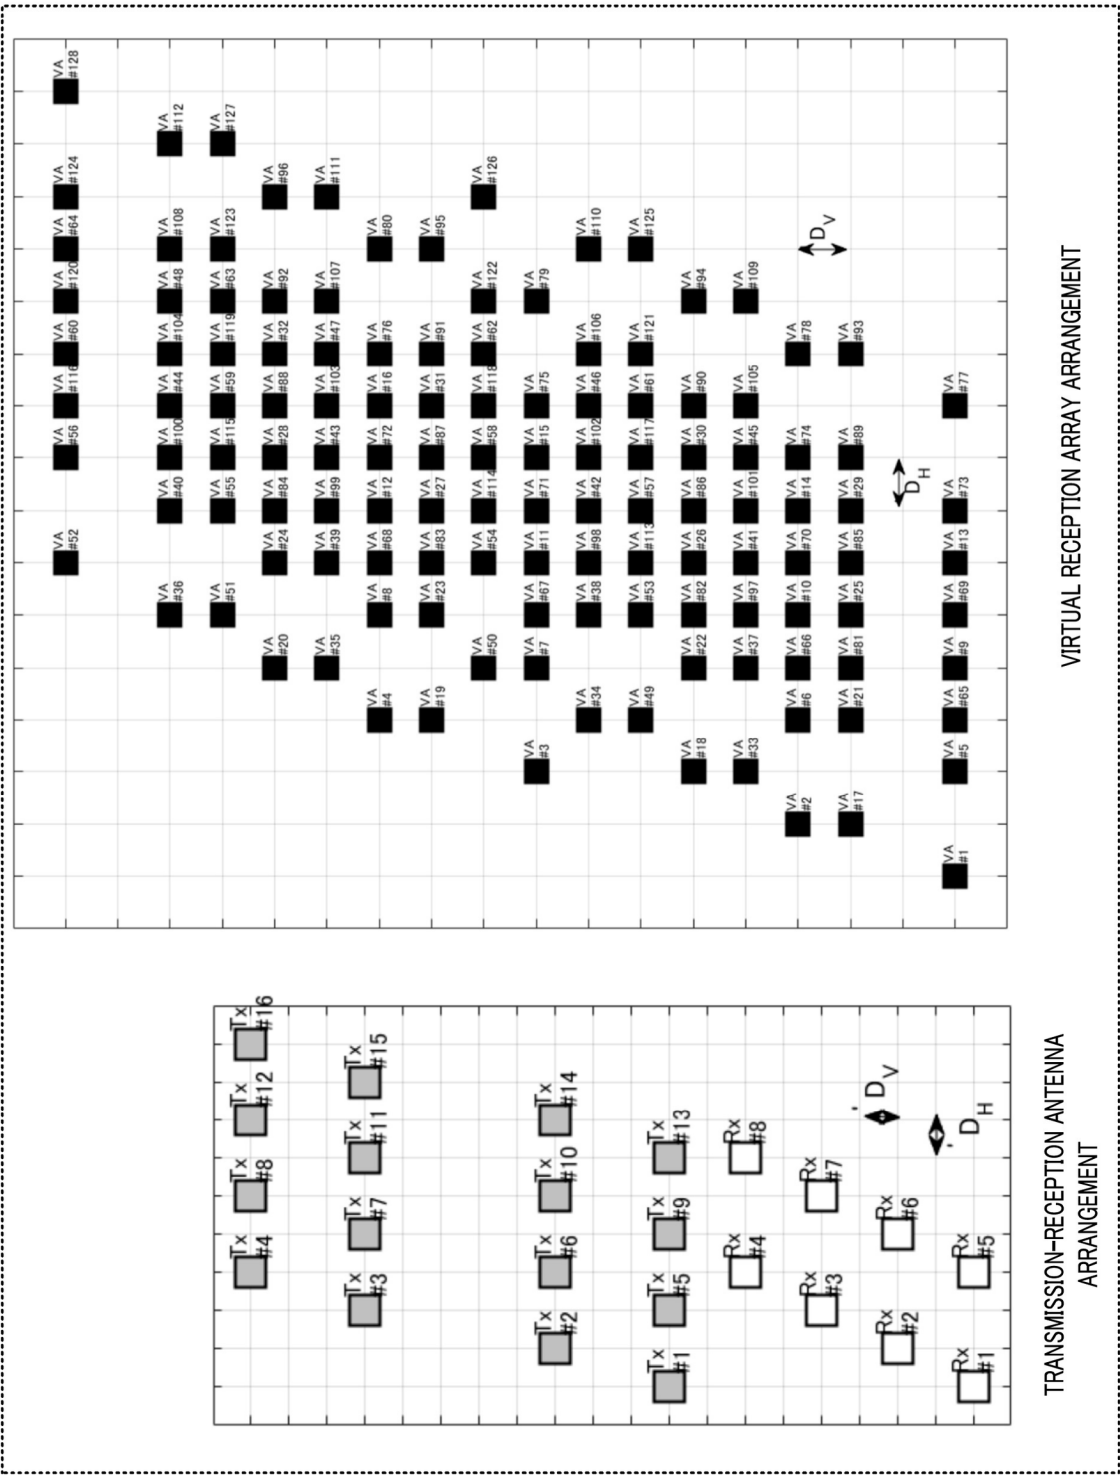 Tx Tx Tx Tx
#4 #8 #12 #16
Tx Tx Tx Tx
#3 #7 #11 #15
Tx Tx Tx Tx
#2 #6 #10 #14
Tx Tx Tx Tx
#1 #5 #9 #13
Rx Rx
#4 #8
Rx Rx
#3 #7
Rx Rx
#2 #6
Rx Rx
#1 #5
DV
DH
TRANSMISSION-RECEPTION ANTENNA
ARRANGEMENT
VA VA VA VA VA VA VA VA
#52 #56 #116 #60 #120 #64 #124 #128
VA VA VA VA VA VA VA VA
#36 #40 #100 #44 #104 #48 #108 #112
VA VA VA VA VA VA VA VA
#51 #55 #115 #59 #119 #63 #123 #127
VA VA VA VA VA VA VA VA
#20 #24 #84 #28 #88 #32 #92 #96
VA VA VA VA VA VA VA VA
#35 #39 #99 #43 #103 #47 #107 #111
VA VA VA VA VA VA VA VA
#4 #8 #68 #12 #72 #16 #76 #80
VA VA VA VA VA VA VA VA
#19 #23 #83 #27 #87 #31 #91 #95
VA VA VA VA VA VA VA VA
#50 #54 #114 #58 #118 #62 #122 #126
VA VA VA VA VA VA VA VA
#3 #7 #67 #11 #71 #15 #75 #79
VA VA VA VA VA VA VA VA
#34 #38 #98 #42 #102 #46 #106 #110
VA VA VA VA VA VA VA VA
#49 #53 #113 #57 #117 #61 #121 #125
VA VA VA VA VA VA VA VA
#18 #22 #82 #26 #86 #30 #90 #94
VA VA VA VA VA VA VA VA
#33 #37 #97 #41 #101 #45 #105 #109
VA VA VA VA VA VA VA VA
#2 #6 #66 #10 #70 #14 #74 #78
DV
VA VA VA VA VA VA VA VA
#17 #21 #81 #25 #85 #29 #89 #93
DH
VA VA VA VA VA VA VA VA
#1 #5 #65 #9 #69 #13 #73 #77
VIRTUAL RECEPTION ARRAY ARRANGEMENT